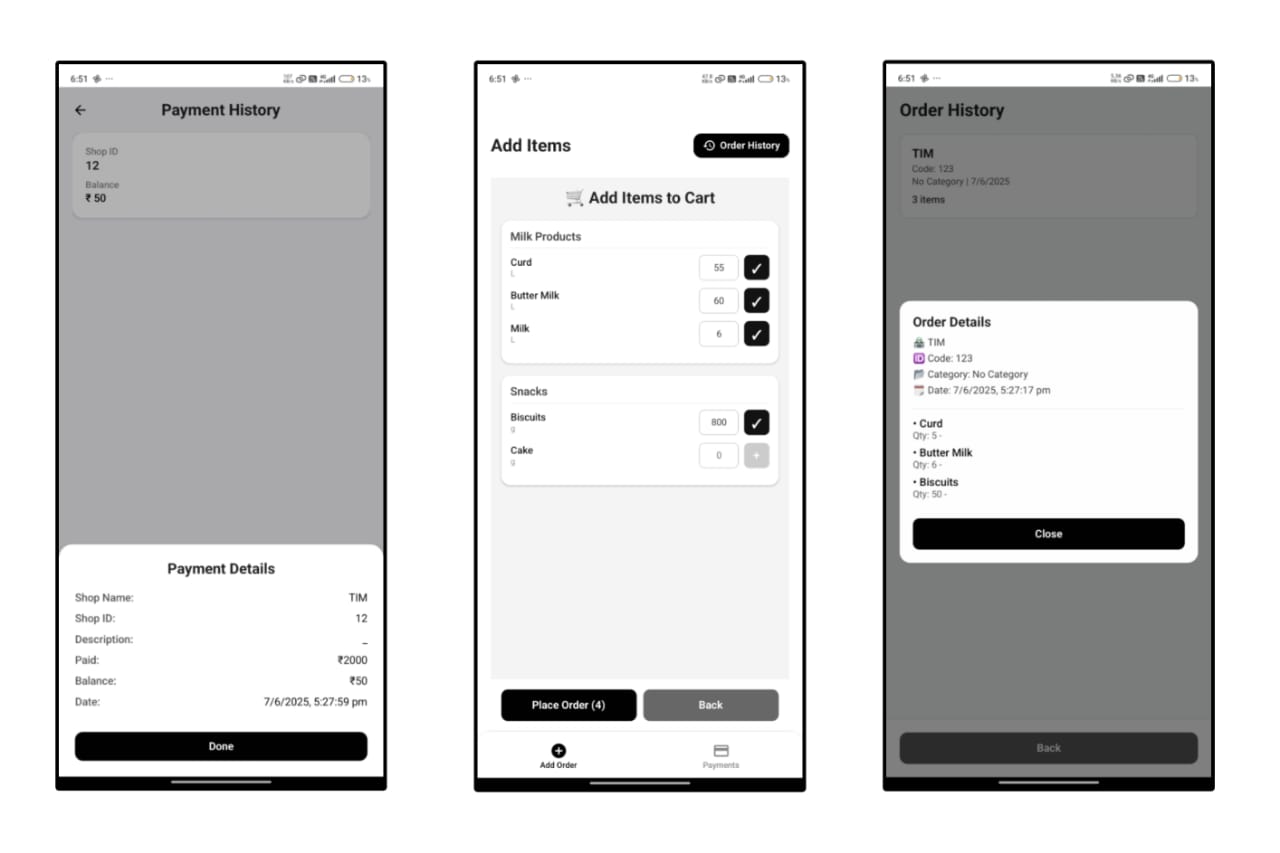 6:51
13%
Payment History
Shop ID
12
Balance
₹ 50
Payment Details
Shop Name: TIM
Shop ID: 12
Description: _
Paid: ₹2000
Balance: ₹50
Date: 7/6/2025, 5:27:59 pm
Done
6:51
13%
Add Items
Order History
Add Items to Cart
Milk Products
Curd
L
55
Butter Milk
L
60
Milk
L
6
Snacks
Biscuits
g
800
Cake
g
0
Place Order (4)
Back
Add Order
Payments
6:51
13%
Order History
TIM
Code: 123
No Category | 7/6/2025
3 items
Order Details
TIM
ID Code: 123
Category: No Category
Date: 7/6/2025, 5:27:17 pm
• Curd
Qty: 5 -
• Butter Milk
Qty: 6 -
• Biscuits
Qty: 50 -
Close
Back